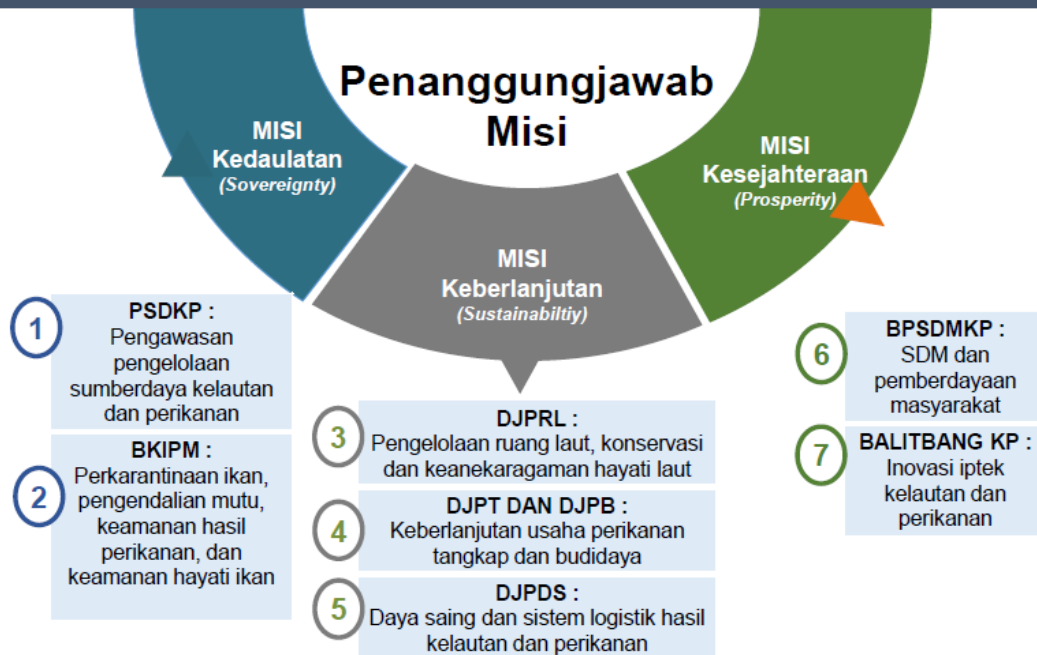 Penanggungjawab
Misi
MISI
Kedaulatan
(Sovereignty)
MISI
Keberlanjutan
(Sustainabiltiy)
MISI
Kesejahteraan
(Prosperity)
1
PSDKP :
Pengawasan
pengelolaan
sumberdaya kelautan
dan perikanan
2
BKIPM :
Perkarantinaan ikan,
pengendalian mutu,
keamanan hasil
perikanan, dan
keamanan hayati ikan
3
DJPRL :
Pengelolaan ruang laut, konservasi
dan keanekaragaman hayati laut
4
DJPT DAN DJPB :
Keberlanjutan usaha perikanan
tangkap dan budidaya
5
DJPDS :
Daya saing dan sistem logistik hasil
kelautan dan perikanan
6
BPSDMKP :
SDM dan
pemberdayaan
masyarakat
7
BALITBANG KP :
Inovasi iptek
kelautan dan
perikanan